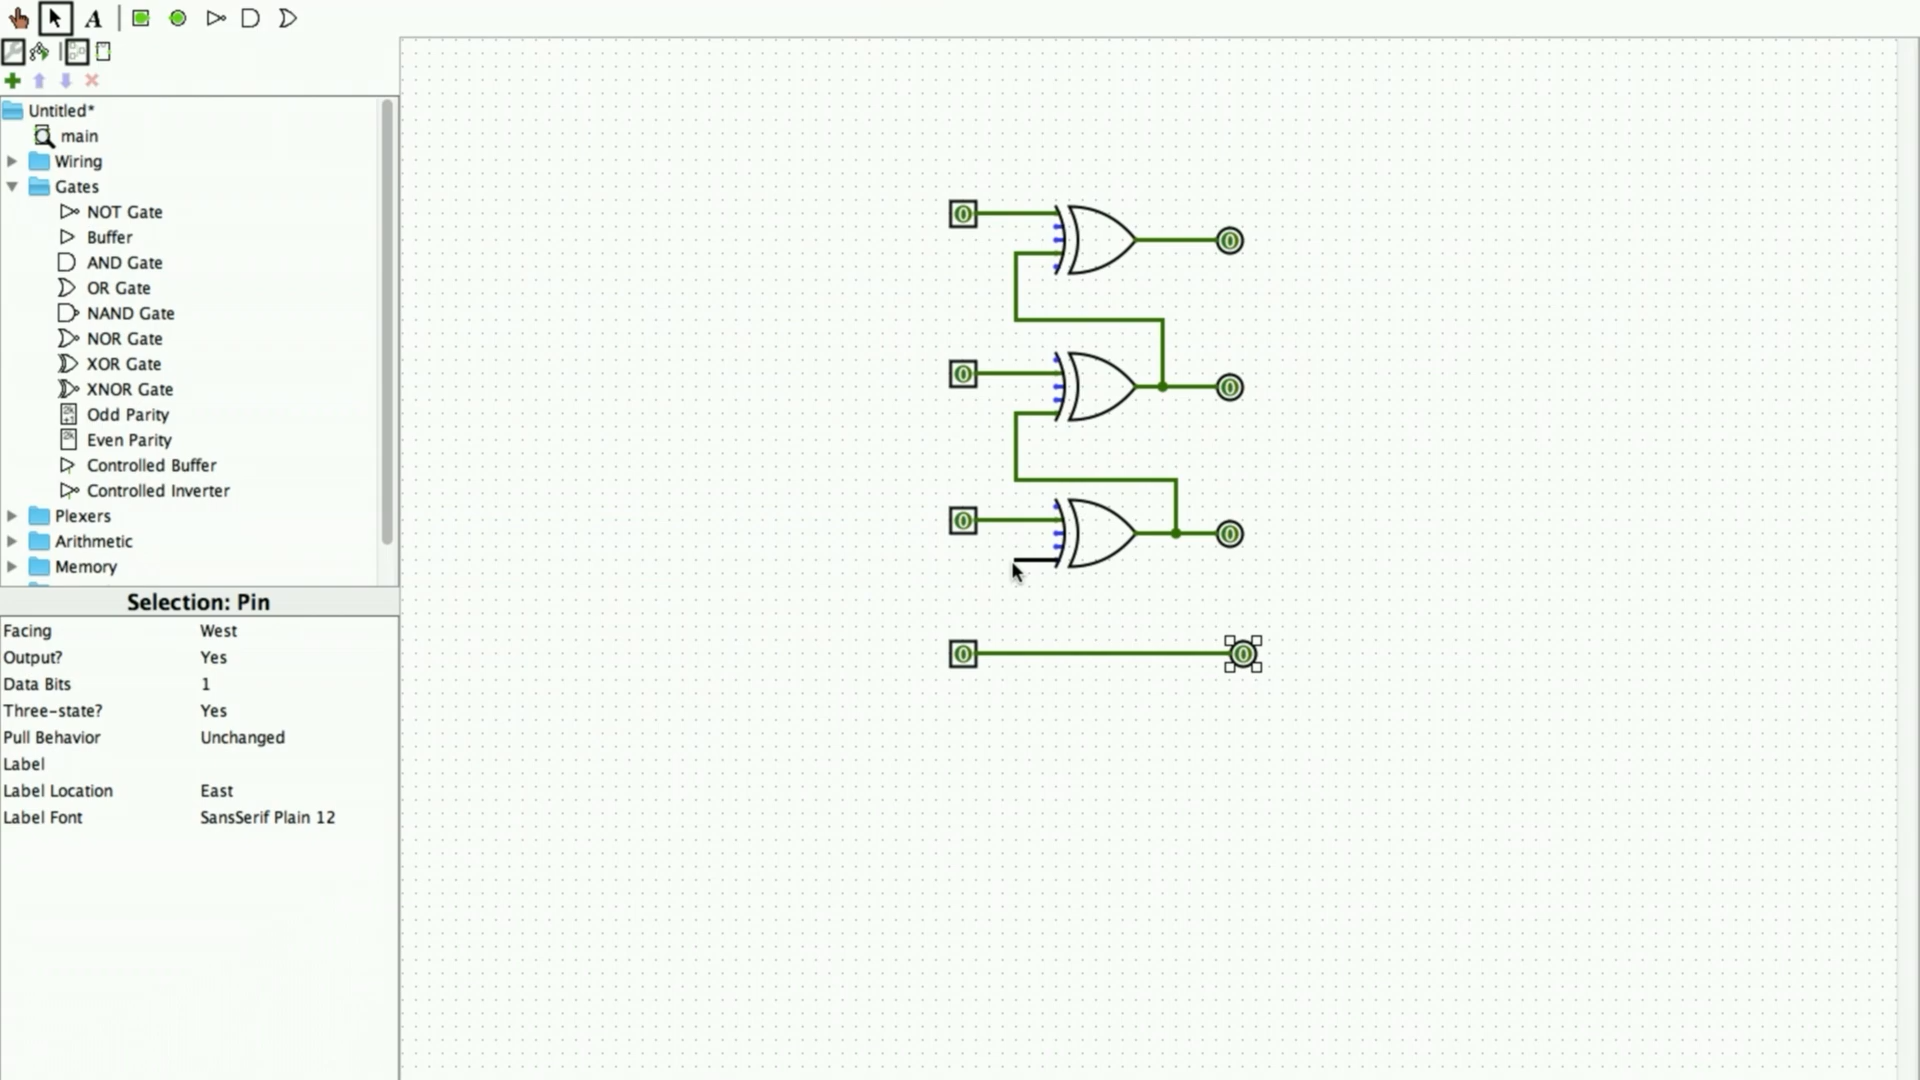 A
Untitled*
main
Wiring
Gates
NOT Gate
Buffer
AND Gate
OR Gate
NAND Gate
NOR Gate
XOR Gate
XNOR Gate
Odd Parity
Even Parity
Controlled Buffer
Controlled Inverter
Plexers
Arithmetic
Memory
Selection: Pin
Facing West
Output? Yes
Data Bits 1
Three-state? Yes
Pull Behavior Unchanged
Label
Label Location East
Label Font SansSerif Plain 12
0
0
0
0
0
0
0 0